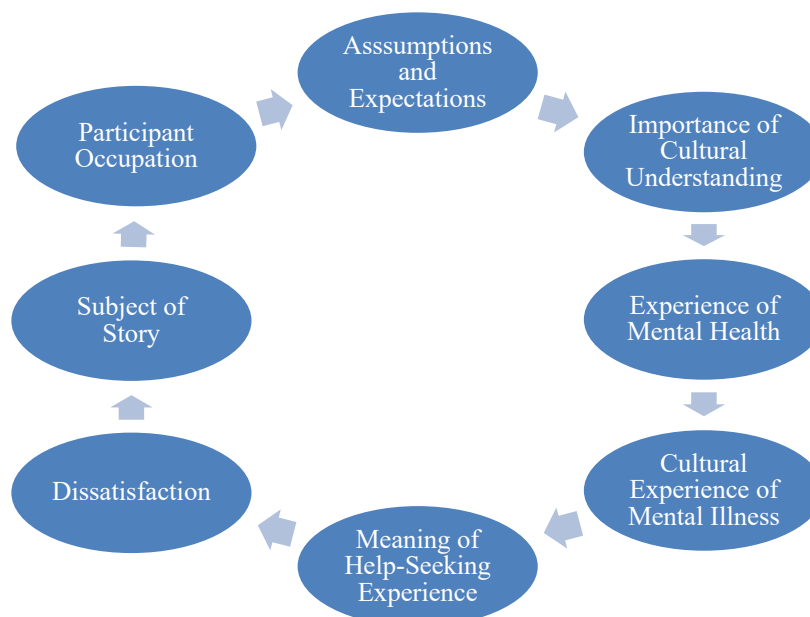 Asssumptions
and
Expectations
Importance of
Cultural
Understanding
Experience of
Mental Health
Cultural
Experience of
Mental Illness
Meaning of
Help-Seeking
Experience
Dissatisfaction
Subject of
Story
Participant
Occupation